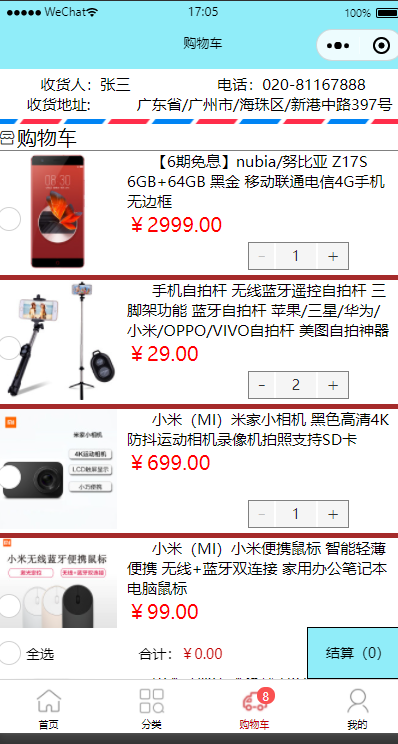 WeChat 17:05 100%
购物车
收货人：张三 电话：020-81167888
收货地址： 广东省/广州市/海珠区/新港中路397号
购物车
【6期免息】nubia/努比亚 Z17S
6GB+64GB 黑金 移动联通电信4G手机
无边框
￥2999.00
- 1 +
手机自拍杆 无线蓝牙遥控自拍杆 三
脚架功能 蓝牙自拍杆 苹果/三星/华为/
小米/OPPO/VIVO自拍杆 美图自拍神器
￥29.00
- 2 +
小米（MI）米家小相机 黑色高清4K
防抖运动相机录像机拍照支持SD卡
￥699.00
米家小相机
4K运动相机
LCD触屏显示
小巧便携
- 1 +
小米（MI）小米便携鼠标 智能轻薄
便携 无线+蓝牙双连接 家用办公笔记本
电脑鼠标
￥99.00
小米无线蓝牙便携鼠标
无线+蓝牙双连接
全选 合计：￥0.00 结算（0）
8
首页 分类 购物车 我的